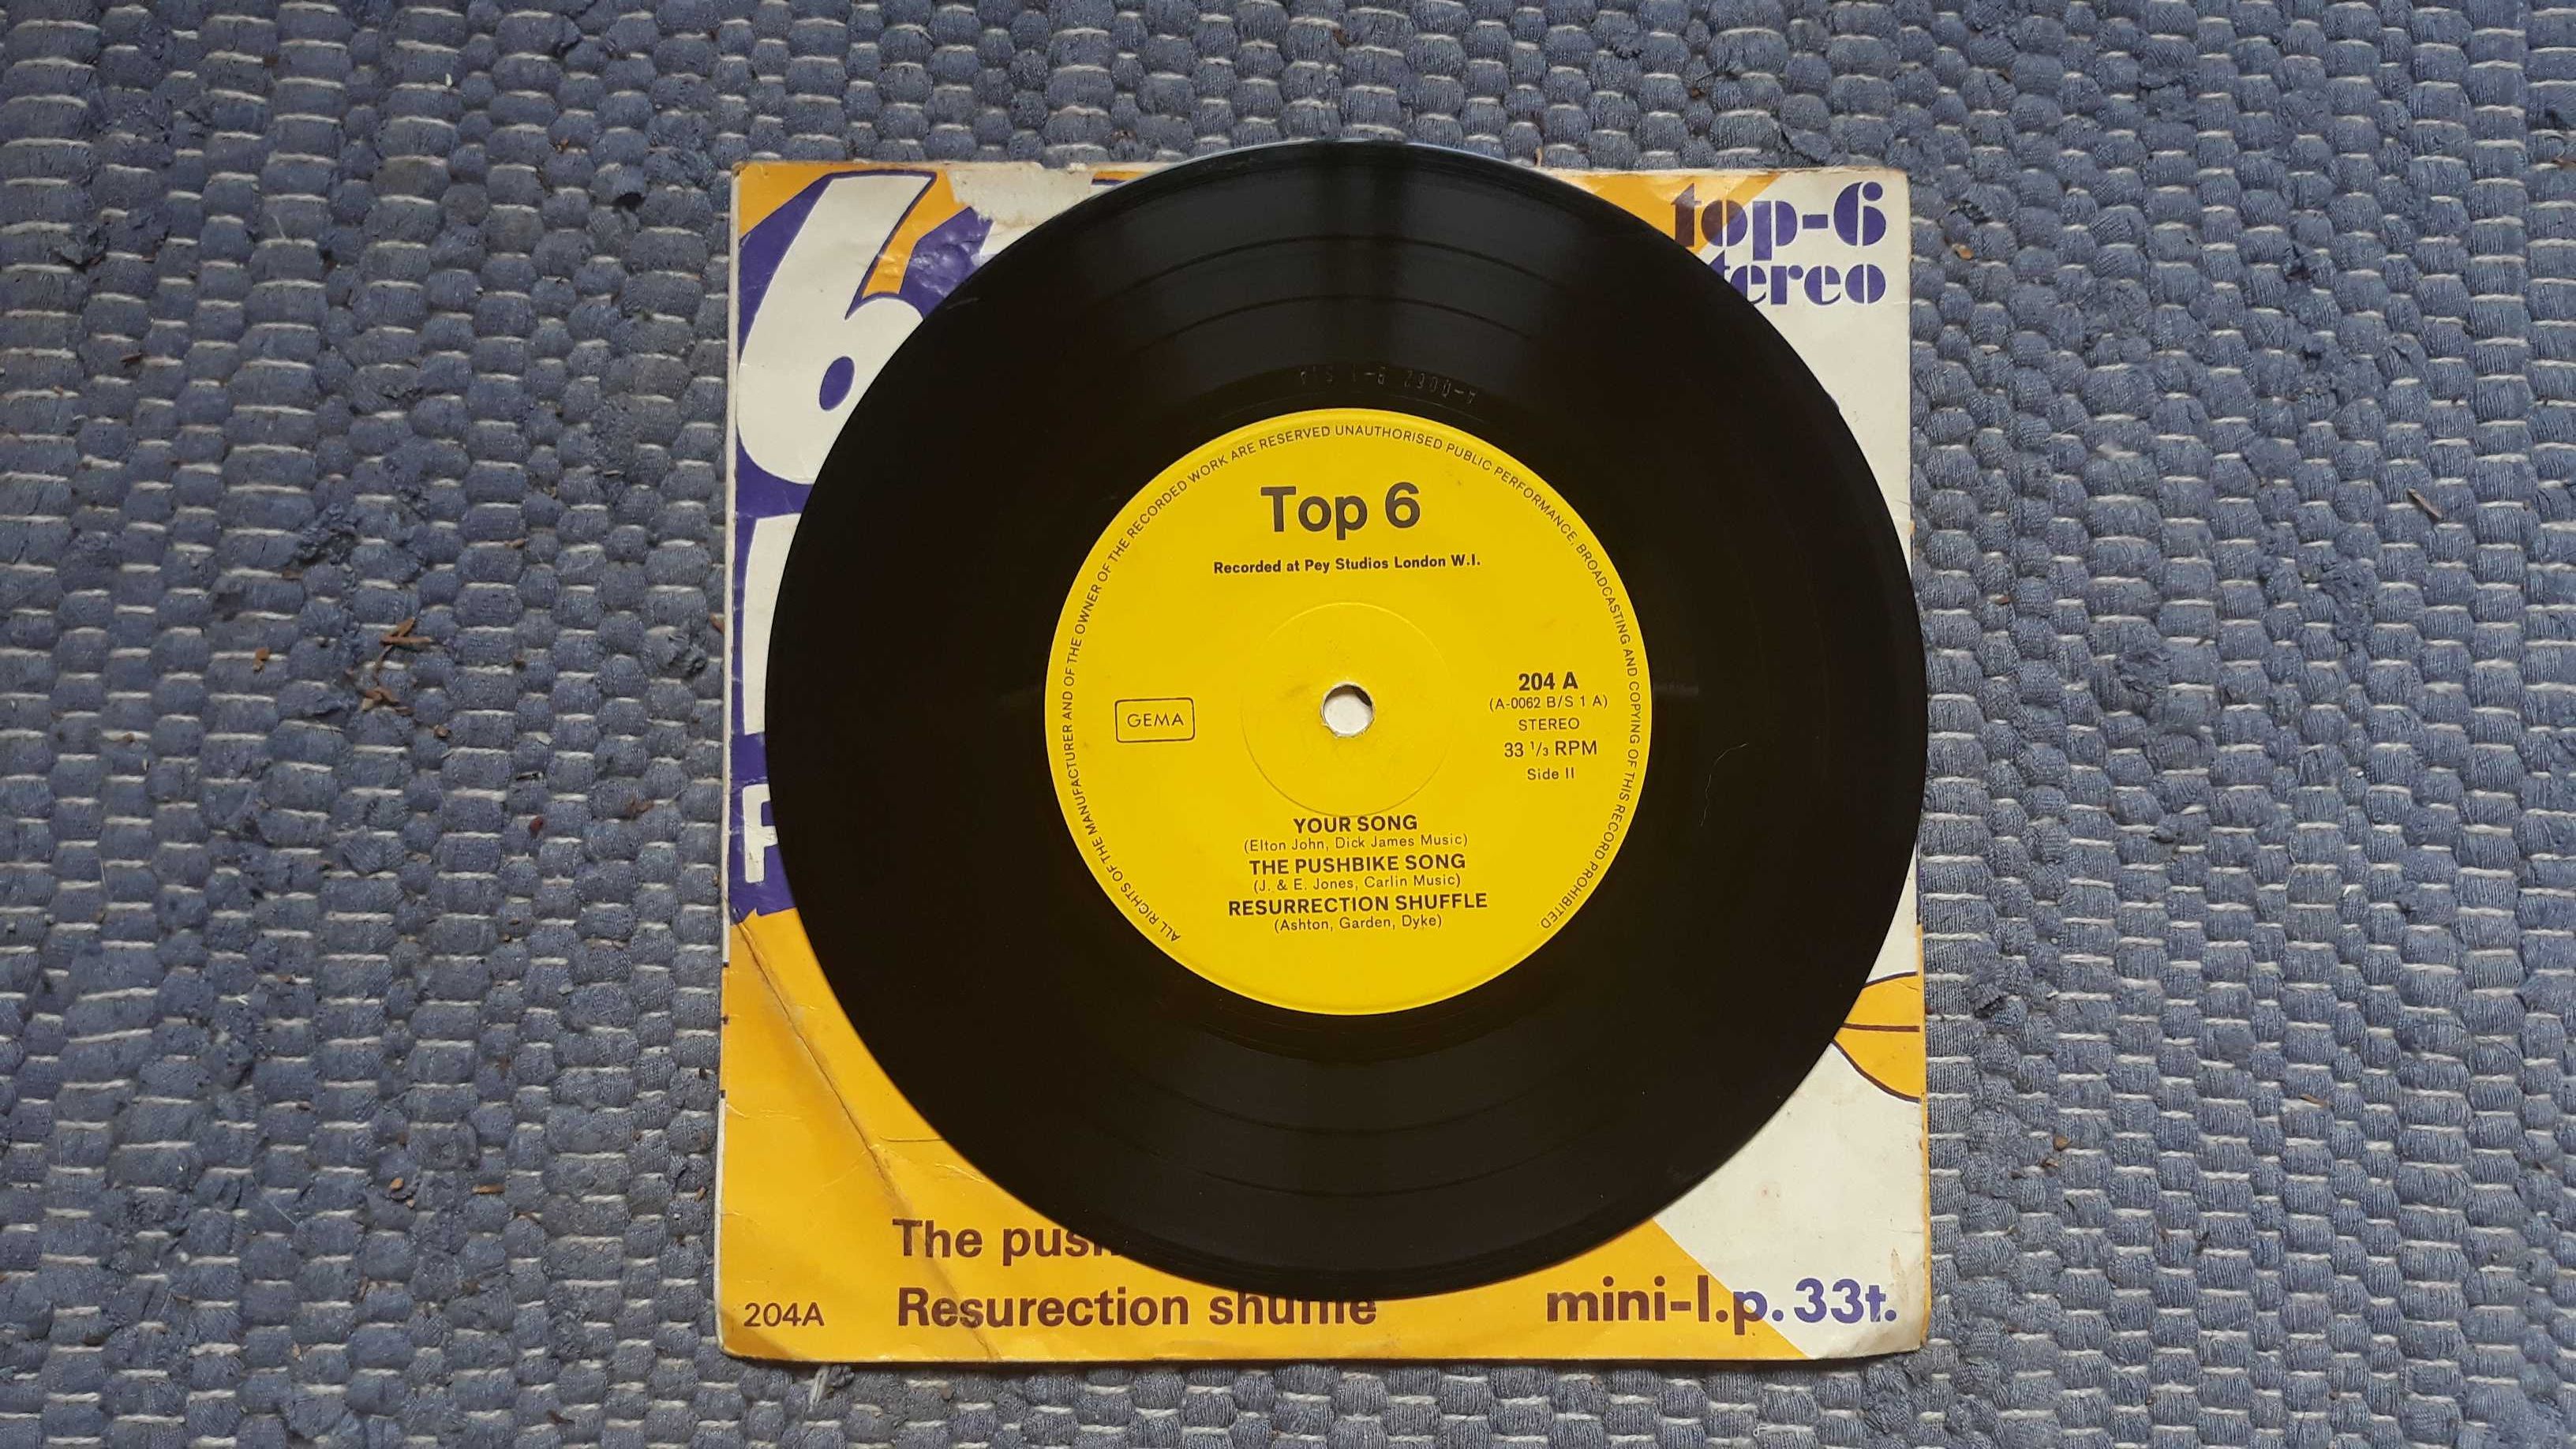 6
top-6
tereo
ALL RIGHTS OF THE MANUFACTURER AND OF THE OWNER OF THE RECORDED WORK ARE RESERVED UNAUTHORISED PUBLIC PERFORMANCE, BROADCASTING AND COPYING OF THIS RECORD PROHIBITED
Top 6
Recorded at Pey Studios London W.I.
GEMA
204 A
(A-0062 B/S 1 A)
STEREO
33 1/3 RPM
Side II
YOUR SONG
(Elton John, Dick James Music)
THE PUSHBIKE SONG
(J. & E. Jones, Carlin Music)
RESURRECTION SHUFFLE
(Ashton, Garden, Dyke)
The
204A Resurection shuffle mini-l.p.33t.